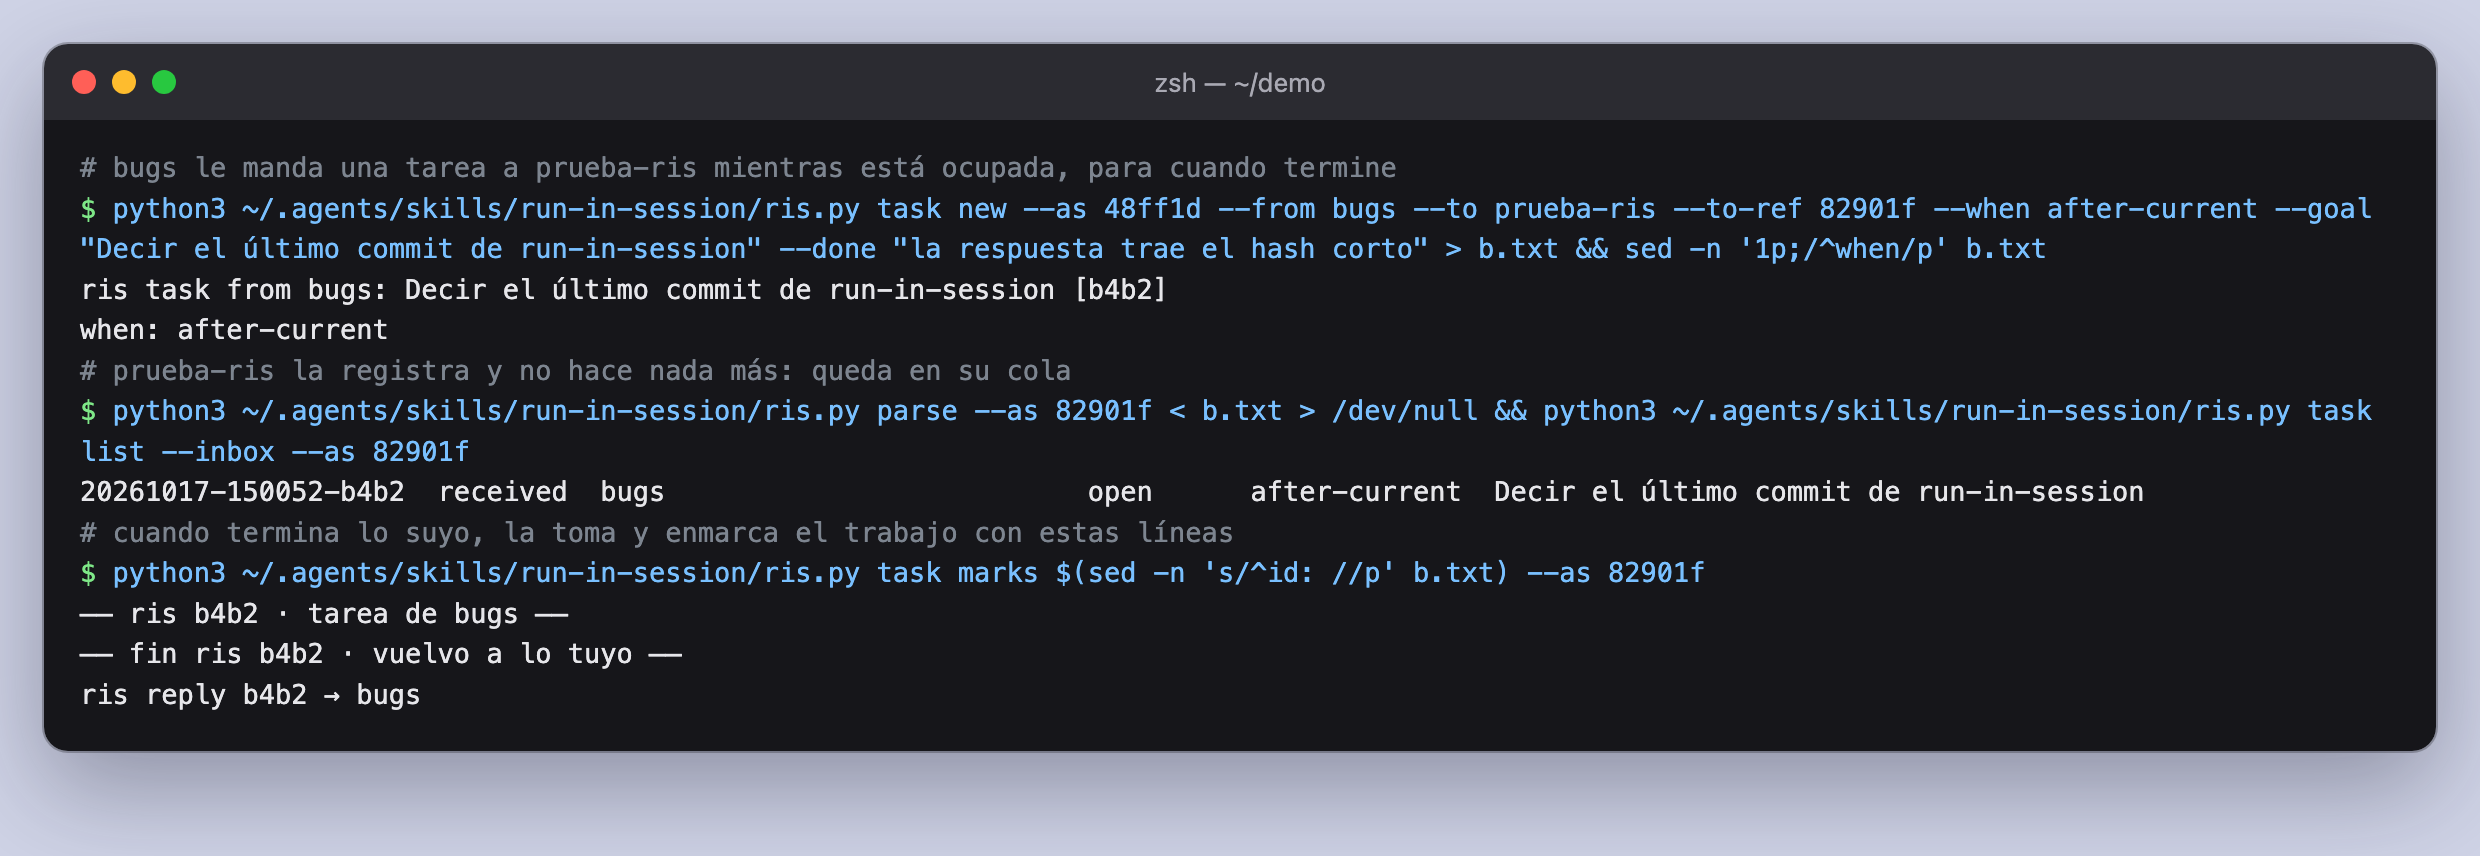 zsh — ~/demo
# bugs le manda una tarea a prueba-ris mientras está ocupada, para cuando termine
$ python3 ~/.agents/skills/run-in-session/ris.py task new --as 48ff1d --from bugs --to prueba-ris --to-ref 82901f --when after-current --goal
"Decir el último commit de run-in-session" --done "la respuesta trae el hash corto" > b.txt && sed -n '1p;/^when/p' b.txt
ris task from bugs: Decir el último commit de run-in-session [b4b2]
when: after-current
# prueba-ris la registra y no hace nada más: queda en su cola
$ python3 ~/.agents/skills/run-in-session/ris.py parse --as 82901f < b.txt > /dev/null && python3 ~/.agents/skills/run-in-session/ris.py task
list --inbox --as 82901f
20261017-150052-b4b2  received  bugs                          open      after-current  Decir el último commit de run-in-session
# cuando termina lo suyo, la toma y enmarca el trabajo con estas líneas
$ python3 ~/.agents/skills/run-in-session/ris.py task marks $(sed -n 's/^id: //p' b.txt) --as 82901f
—— ris b4b2 · tarea de bugs ——
—— fin ris b4b2 · vuelvo a lo tuyo ——
ris reply b4b2 → bugs